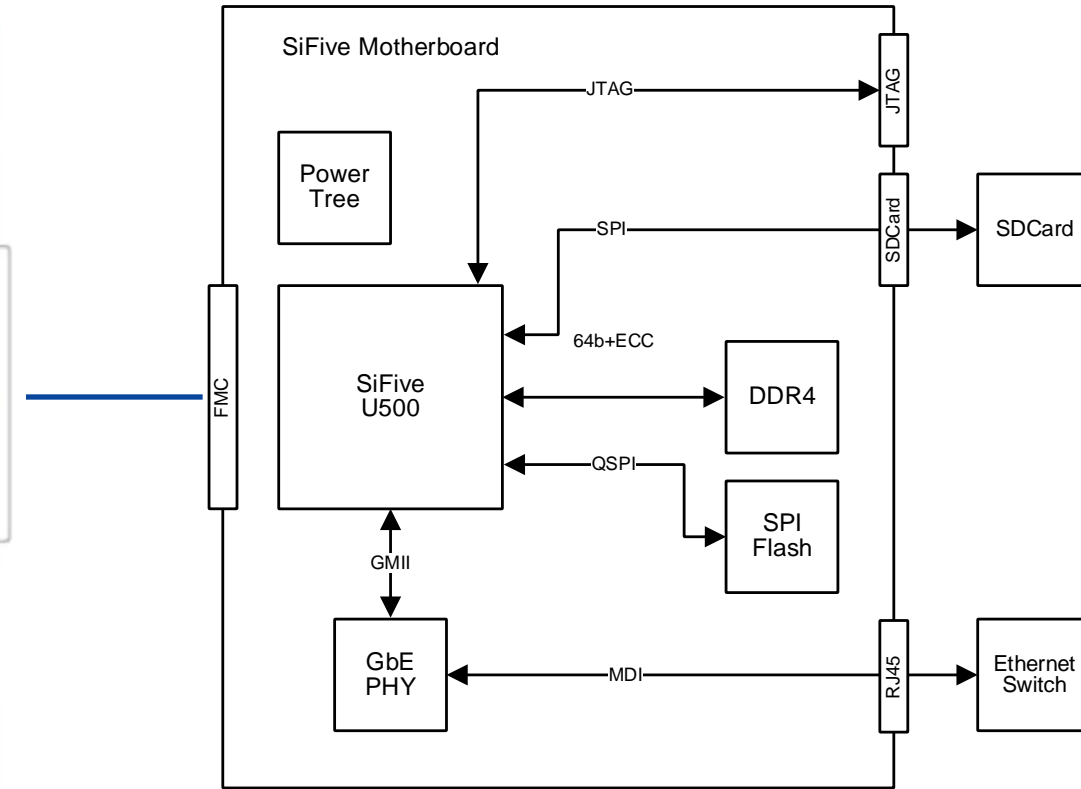 SiFive Motherboard
JTAG
JTAG
Power
Tree
SPI
SDCard
SDCard
64b+ECC
SiFive
U500
FMC
DDR4
QSPI
SPI
Flash
GMII
GbE
PHY
MDI
RJ45
Ethernet
Switch